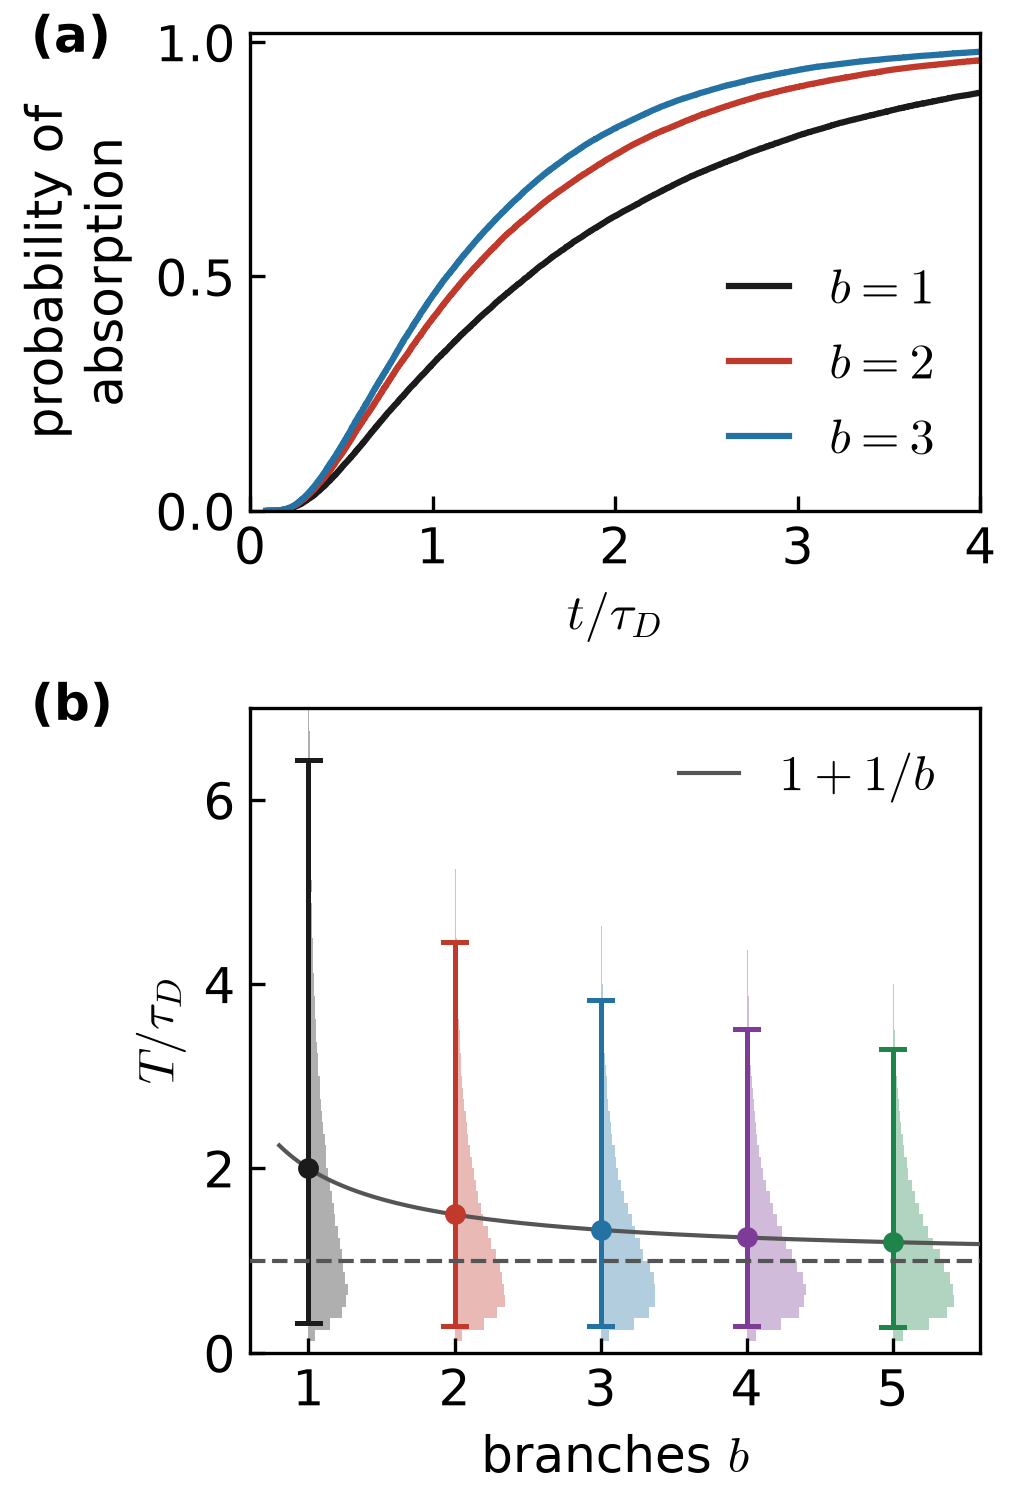 (a)
probability of
absorption
1.0
0.5
0.0
b = 1
b = 2
b = 3
0 1 2 3 4
t/τ_D
(b)
1 + 1/b
T/τ_D
6
4
2
0
1 2 3 4 5
branches b